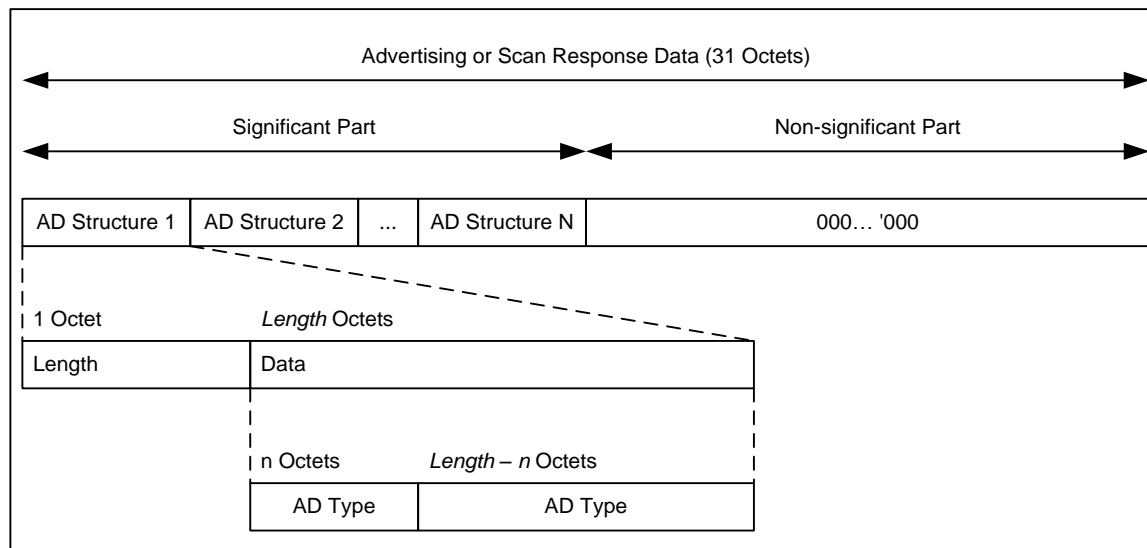 Advertising or Scan Response Data (31 Octets)
Significant Part Non-significant Part
AD Structure 1 AD Structure 2 ... AD Structure N 000… '000
1 Octet Length Octets
Length Data
n Octets Length – n Octets
AD Type AD Type